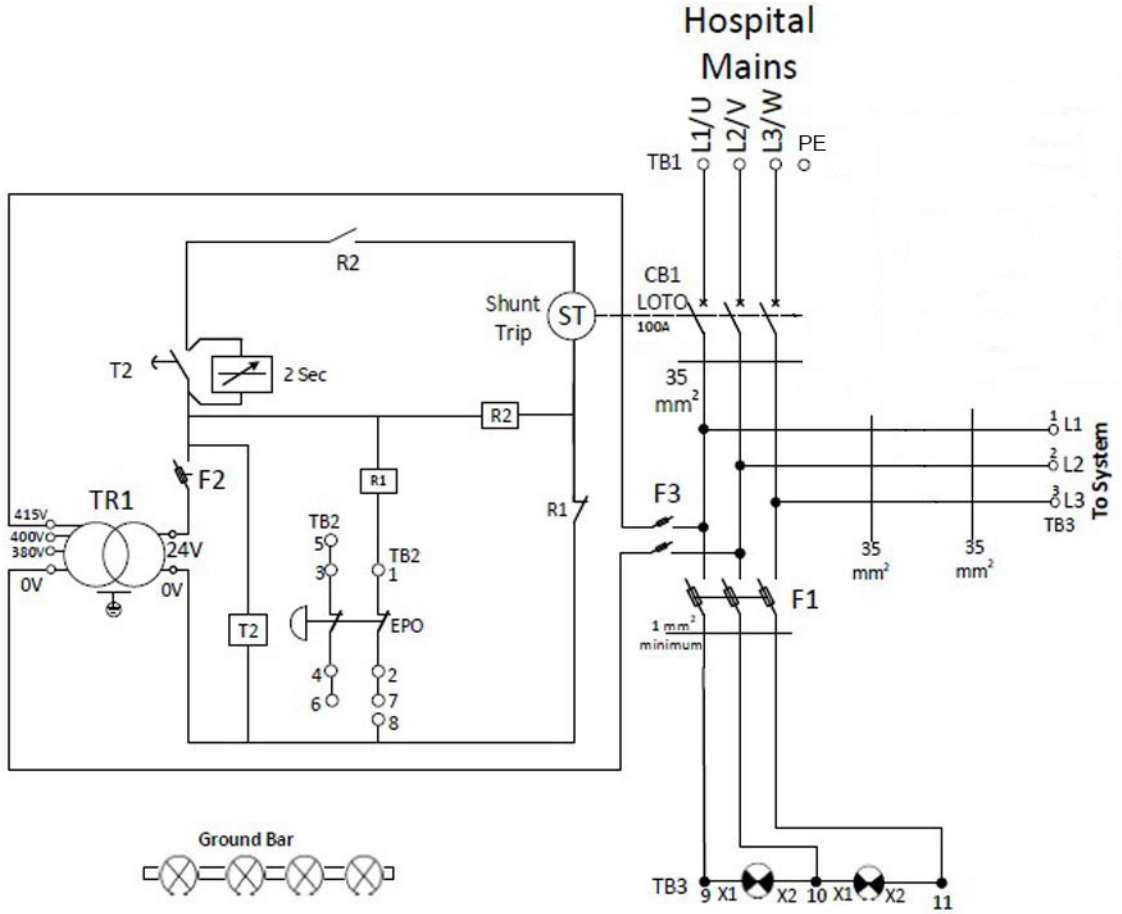 Hospital
Mains
L1/U
L2/V
L3/W
PE
TB1
R2
CB1
LOTO
100A
Shunt
Trip
ST
T2
2 Sec
35
mm²
R2
1 L1
2 L2
3 L3
TB3
To System
F2
R1
F3
R1
TR1
415V
400V
380V
0V
24V
0V
TB2
5
3
TB2
1
35
mm²
35
mm²
F1
T2
EPO
1 mm²
minimum
4
2
6
7
8
Ground Bar
TB3
9 X1 X2 10 X1 X2 11